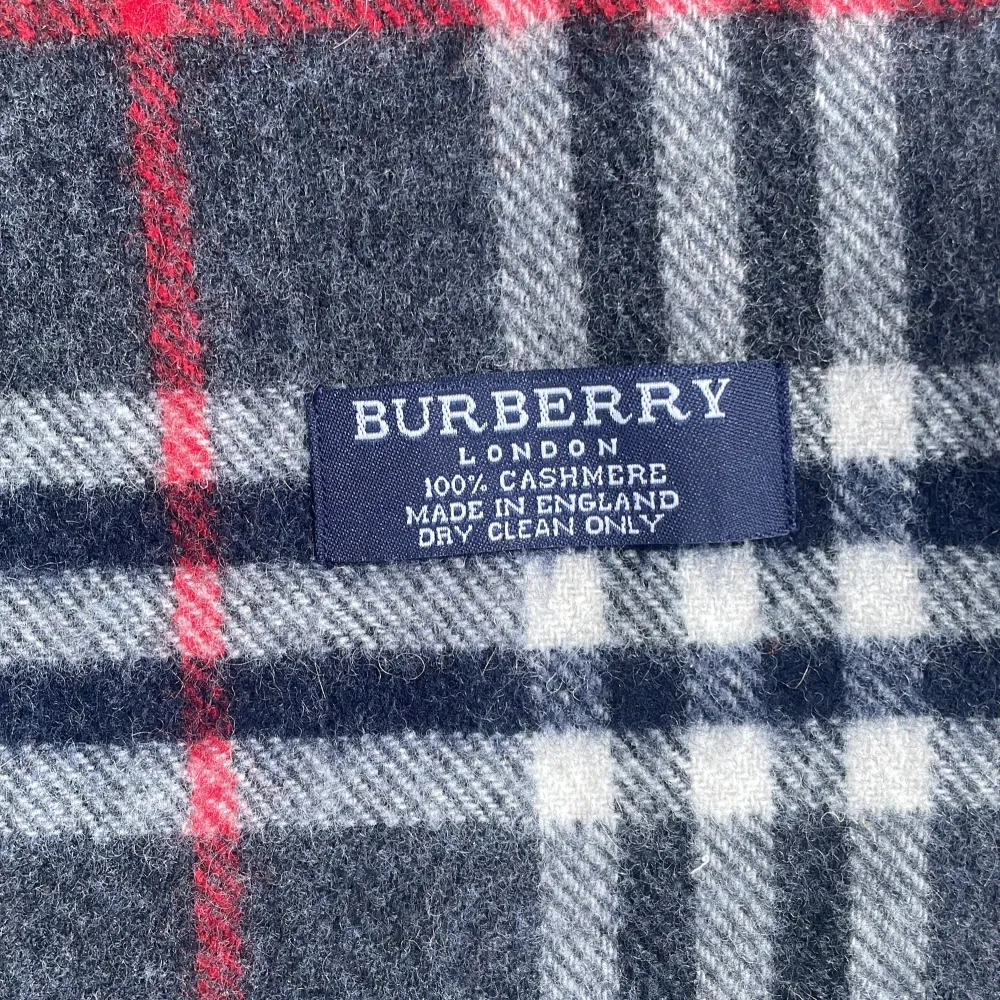 BURBERRY
LONDON
100% CASHMERE
MADE IN ENGLAND
DRY CLEAN ONLY